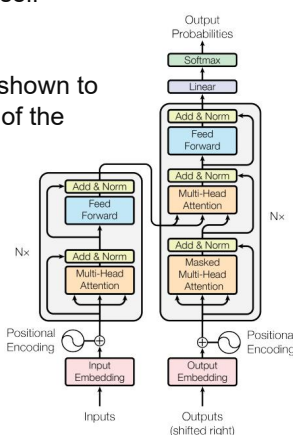 shown to
of the
Output
Probabilities
Softmax
Linear
Add & Norm
Feed
Forward
Add & Norm
Multi-Head
Attention
Add & Norm
Masked
Multi-Head
Attention
N×
Add & Norm
Feed
Forward
Add & Norm
Multi-Head
Attention
N×
Positional
Encoding
Positional
Encoding
Input
Embedding
Output
Embedding
Inputs
Outputs
(shifted right)